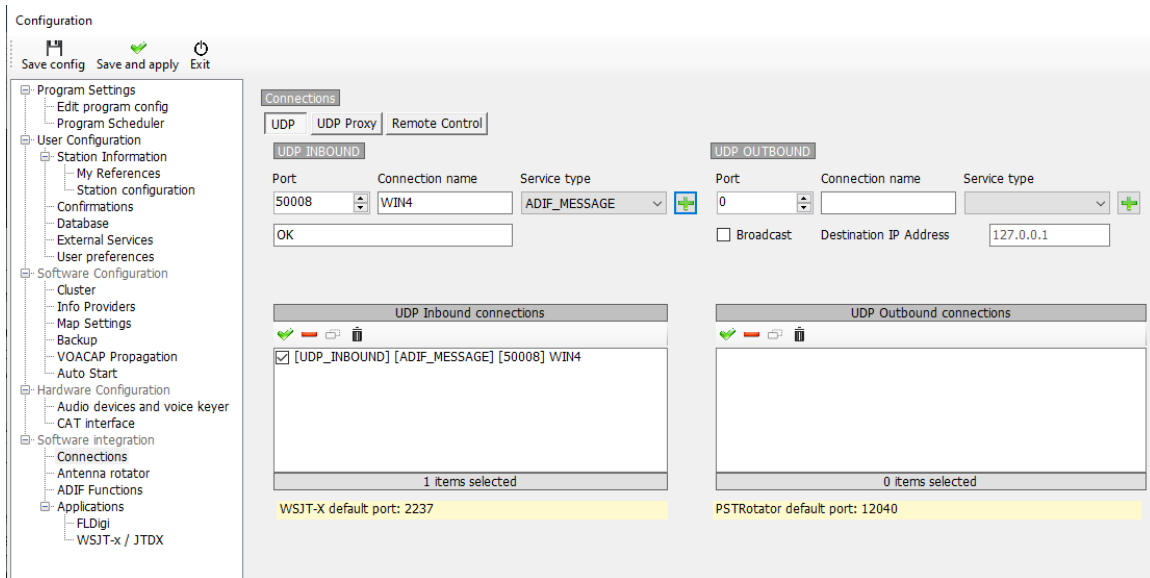 Configuration
Save config Save and apply Exit
Program Settings
Edit program config
Program Scheduler
User Configuration
Station Information
My References
Station configuration
Confirmations
Database
External Services
User preferences
Software Configuration
Cluster
Info Providers
Map Settings
Backup
VOACAP Propagation
Auto Start
Hardware Configuration
Audio devices and voice keyer
CAT interface
Software integration
Connections
Antenna rotator
ADIF Functions
Applications
FLDigi
WSJT-x / JTDX
Connections
UDP UDP Proxy Remote Control
UDP INBOUND
Port Connection name Service type
50008 WIN4 ADIF_MESSAGE
OK
UDP Inbound connections
[UDP_INBOUND] [ADIF_MESSAGE] [50008] WIN4
1 items selected
WSJT-X default port: 2237
UDP OUTBOUND
Port Connection name Service type
0
Broadcast Destination IP Address 127.0.0.1
UDP Outbound connections
0 items selected
PSTRotator default port: 12040